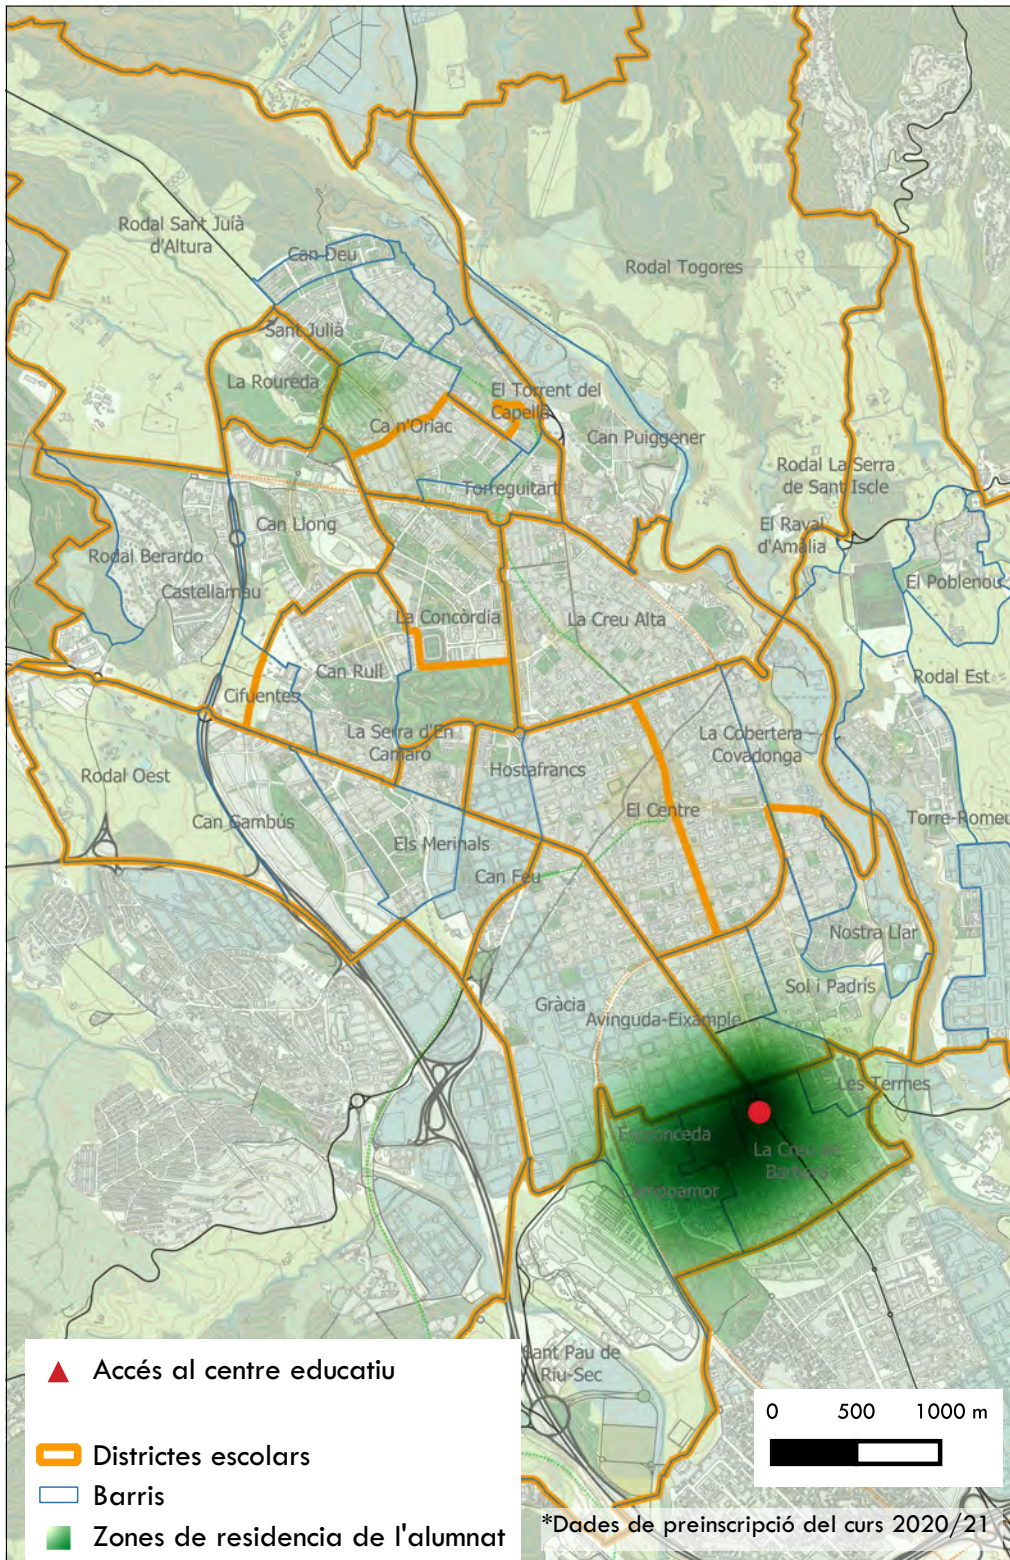 Rodal Sant Juíà
d'Altura
Can Deu
Rodal Togores
Sant Julià
La Roureda
El Torrent del
Capellà
Ca n'Oriac
Can Puiggener
Rodal La Serra
de Sant Iscle
Torreguitart
Can Llong
El Raval
d'Amàlia
Rodal Berardo
El Poblenou
Castellarnau
La Concòrdia
La Creu Alta
Can Rull
Rodal Est
Cifuentes
La Serra d'En
Camaró
La Cobertera
Covadonga
Rodal Oest
Hostafrancs
Can Gambús
El Centre
Torre-Romeu
Els Merinals
Can Feu
Nostra Llar
Sol i Padrís
Gràcia
Avinguda-Eixample
Les Termes
Espronceda
La Creu de
Barberà
Campoamor
Sant Pau de
Riu-Sec
Accés al centre educatiu
Districtes escolars
Barris
Zones de residencia de l'alumnat
0 500 1000 m
*Dades de preinscripció del curs 2020/21